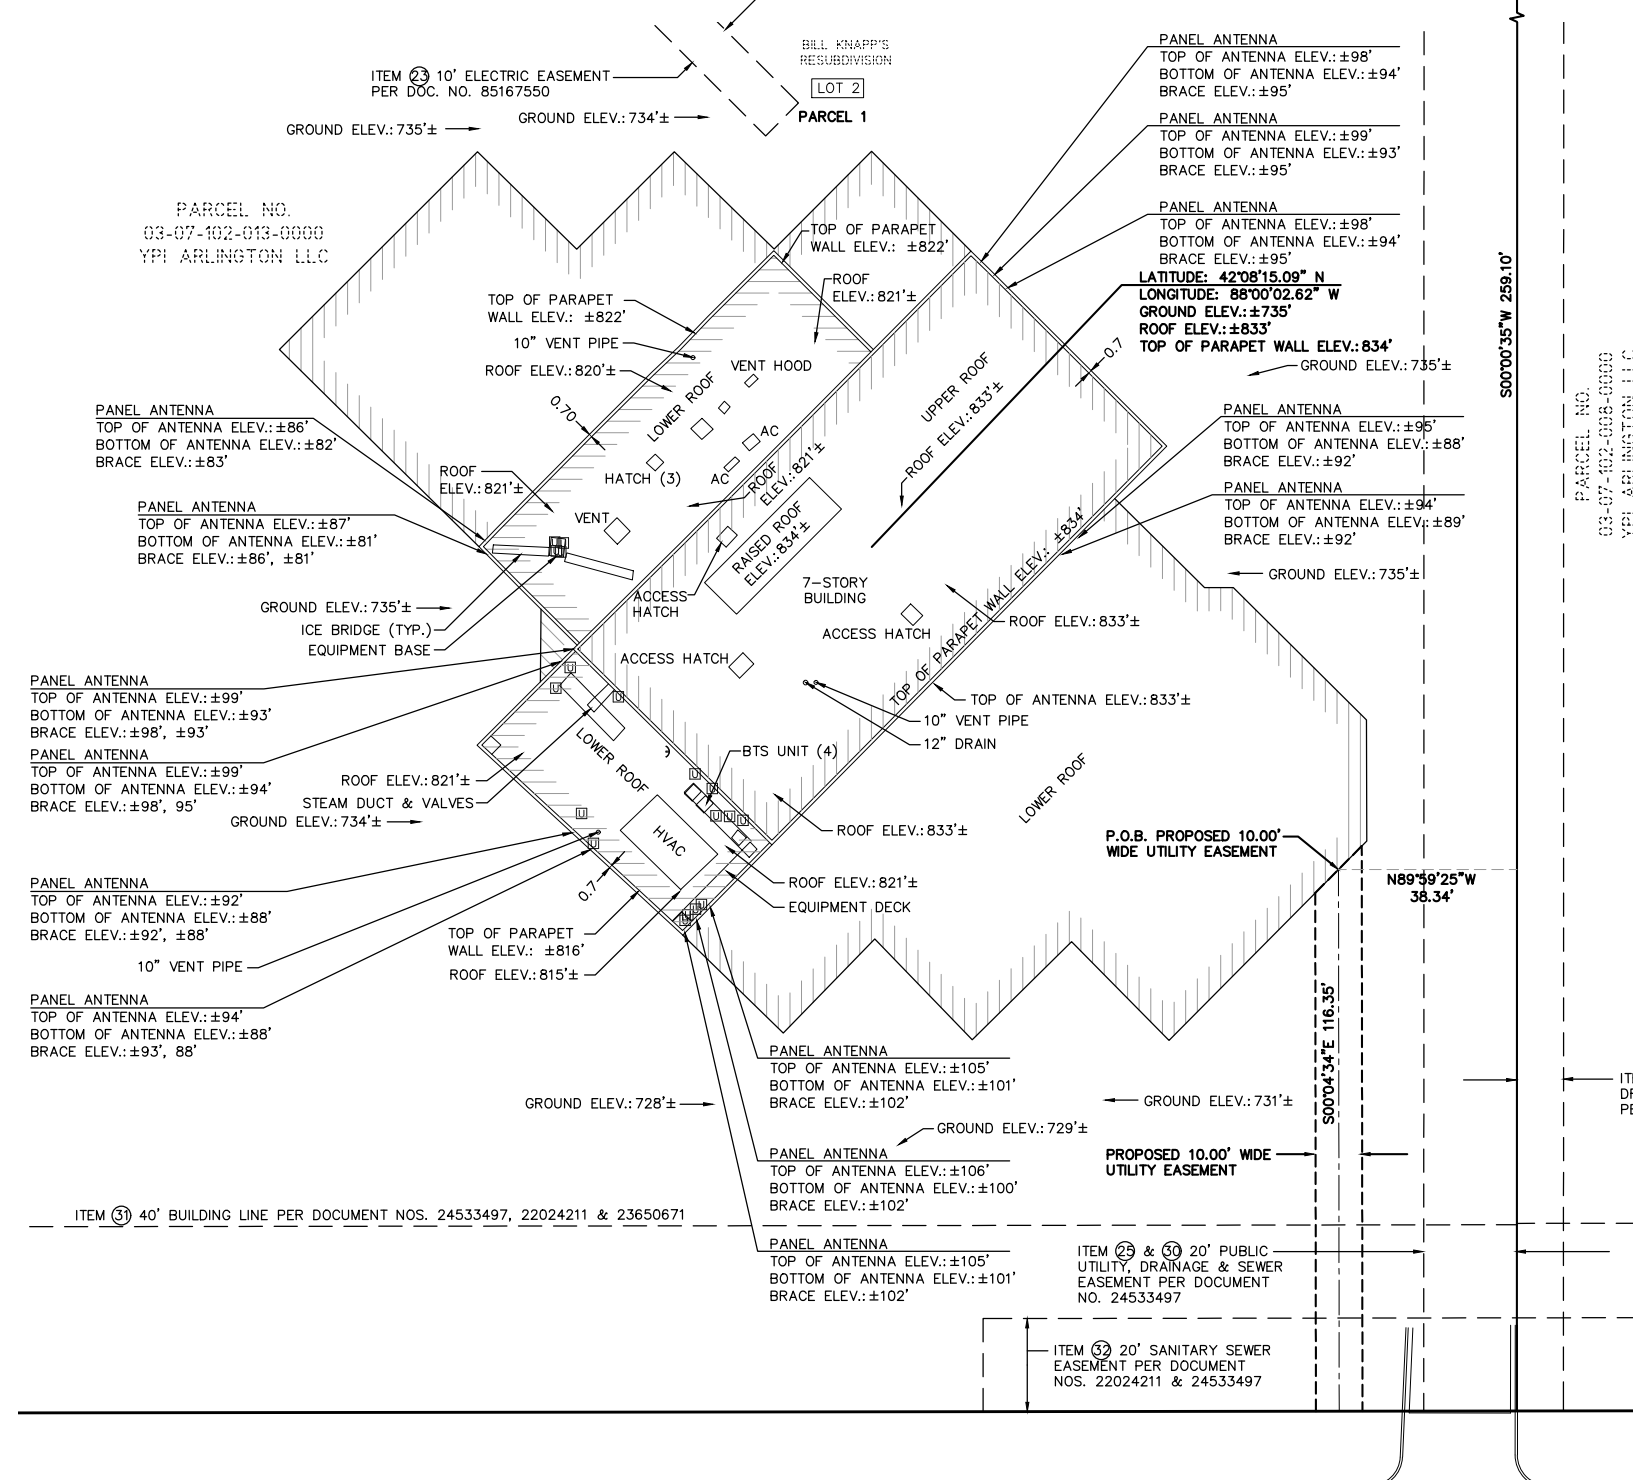 BILL KNAPP'S
RESUBDIVISION
LOT 2
PARCEL 1
ITEM 23 10' ELECTRIC EASEMENT
PER DOC. NO. 85167550
GROUND ELEV.: 735'±
GROUND ELEV.: 734'±
PARCEL NO.
03-07-102-013-0000
YPI ARLINGTON LLC
PANEL ANTENNA
TOP OF ANTENNA ELEV.: ±98'
BOTTOM OF ANTENNA ELEV.: ±94'
BRACE ELEV.: ±95'
PANEL ANTENNA
TOP OF ANTENNA ELEV.: ±99'
BOTTOM OF ANTENNA ELEV.: ±93'
BRACE ELEV.: ±95'
PANEL ANTENNA
TOP OF ANTENNA ELEV.: ±98'
BOTTOM OF ANTENNA ELEV.: ±94'
BRACE ELEV.: ±95'
LATITUDE: 42°08'15.09" N
LONGITUDE: 88°00'02.62" W
GROUND ELEV.: ±735'
ROOF ELEV.: ±833'
TOP OF PARAPET WALL ELEV.: 834'
S00°00'35"W 259.10'
PARCEL NO.
03-07-102-008-0000
YPI ARLINGTON
TOP OF PARAPET
WALL ELEV.: ±822'
ROOF
ELEV.: 821'±
TOP OF PARAPET
WALL ELEV.: ±822'
10" VENT PIPE
ROOF ELEV.: 820'±
VENT HOOD
0.7
GROUND ELEV.: 735'±
0.70
LOWER ROOF
UPPER ROOF
ROOF ELEV.: 833'±
AC
AC
HATCH (3)
ROOF
ELEV.: 821'±
ROOF
ELEV.: 821'±
VENT
RAISED ROOF
ELEV.: 834'±
PANEL ANTENNA
TOP OF ANTENNA ELEV.: ±86'
BOTTOM OF ANTENNA ELEV.: ±82'
BRACE ELEV.: ±83'
PANEL ANTENNA
TOP OF ANTENNA ELEV.: ±87'
BOTTOM OF ANTENNA ELEV.: ±81'
BRACE ELEV.: ±86', ±81'
PANEL ANTENNA
TOP OF ANTENNA ELEV.: ±95'
BOTTOM OF ANTENNA ELEV.: ±88'
BRACE ELEV.: ±92'
PANEL ANTENNA
TOP OF ANTENNA ELEV.: ±94'
BOTTOM OF ANTENNA ELEV.: ±89'
BRACE ELEV.: ±92'
GROUND ELEV.: 735'±
GROUND ELEV.: 735'±
ICE BRIDGE (TYP.)
EQUIPMENT BASE
ACCESS
HATCH
7-STORY
BUILDING
ACCESS HATCH
ACCESS HATCH
ROOF ELEV.: 833'±
TOP OF PARAPET WALL ELEV.: ±834'
TOP OF ANTENNA ELEV.: 833'±
10" VENT PIPE
12" DRAIN
BTS UNIT (4)
PANEL ANTENNA
TOP OF ANTENNA ELEV.: ±99'
BOTTOM OF ANTENNA ELEV.: ±93'
BRACE ELEV.: ±98', ±93'
PANEL ANTENNA
TOP OF ANTENNA ELEV.: ±99'
BOTTOM OF ANTENNA ELEV.: ±94'
BRACE ELEV.: ±98', 95'
ROOF ELEV.: 821'±
STEAM DUCT & VALVES
GROUND ELEV.: 734'±
LOWER ROOF
LOWER ROOF
HVAC
ROOF ELEV.: 833'±
ROOF ELEV.: 821'±
EQUIPMENT DECK
0.7
U
U
U
U
U
U
U
U
U
U
PANEL ANTENNA
TOP OF ANTENNA ELEV.: ±92'
BOTTOM OF ANTENNA ELEV.: ±88'
BRACE ELEV.: ±92', ±88'
10" VENT PIPE
PANEL ANTENNA
TOP OF ANTENNA ELEV.: ±94'
BOTTOM OF ANTENNA ELEV.: ±88'
BRACE ELEV.: ±93', 88'
TOP OF PARAPET
WALL ELEV.: ±816'
ROOF ELEV.: 815'±
P.O.B. PROPOSED 10.00'
WIDE UTILITY EASEMENT
N89°59'25"W
38.34'
S00°04'34"E 116.35'
PANEL ANTENNA
TOP OF ANTENNA ELEV.: ±105'
BOTTOM OF ANTENNA ELEV.: ±101'
BRACE ELEV.: ±102'
GROUND ELEV.: 728'±
GROUND ELEV.: 731'±
GROUND ELEV.: 729'±
PANEL ANTENNA
TOP OF ANTENNA ELEV.: ±106'
BOTTOM OF ANTENNA ELEV.: ±100'
BRACE ELEV.: ±102'
PROPOSED 10.00' WIDE
UTILITY EASEMENT
ITEM 31 40' BUILDING LINE PER DOCUMENT NOS. 24533497, 22024211 & 23650671
PANEL ANTENNA
TOP OF ANTENNA ELEV.: ±105'
BOTTOM OF ANTENNA ELEV.: ±101'
BRACE ELEV.: ±102'
ITEM 25 & 30 20' PUBLIC
UTILITY, DRAINAGE & SEWER
EASEMENT PER DOCUMENT
NO. 24533497
ITEM 32 20' SANITARY SEWER
EASEMENT PER DOCUMENT
NOS. 22024211 & 24533497